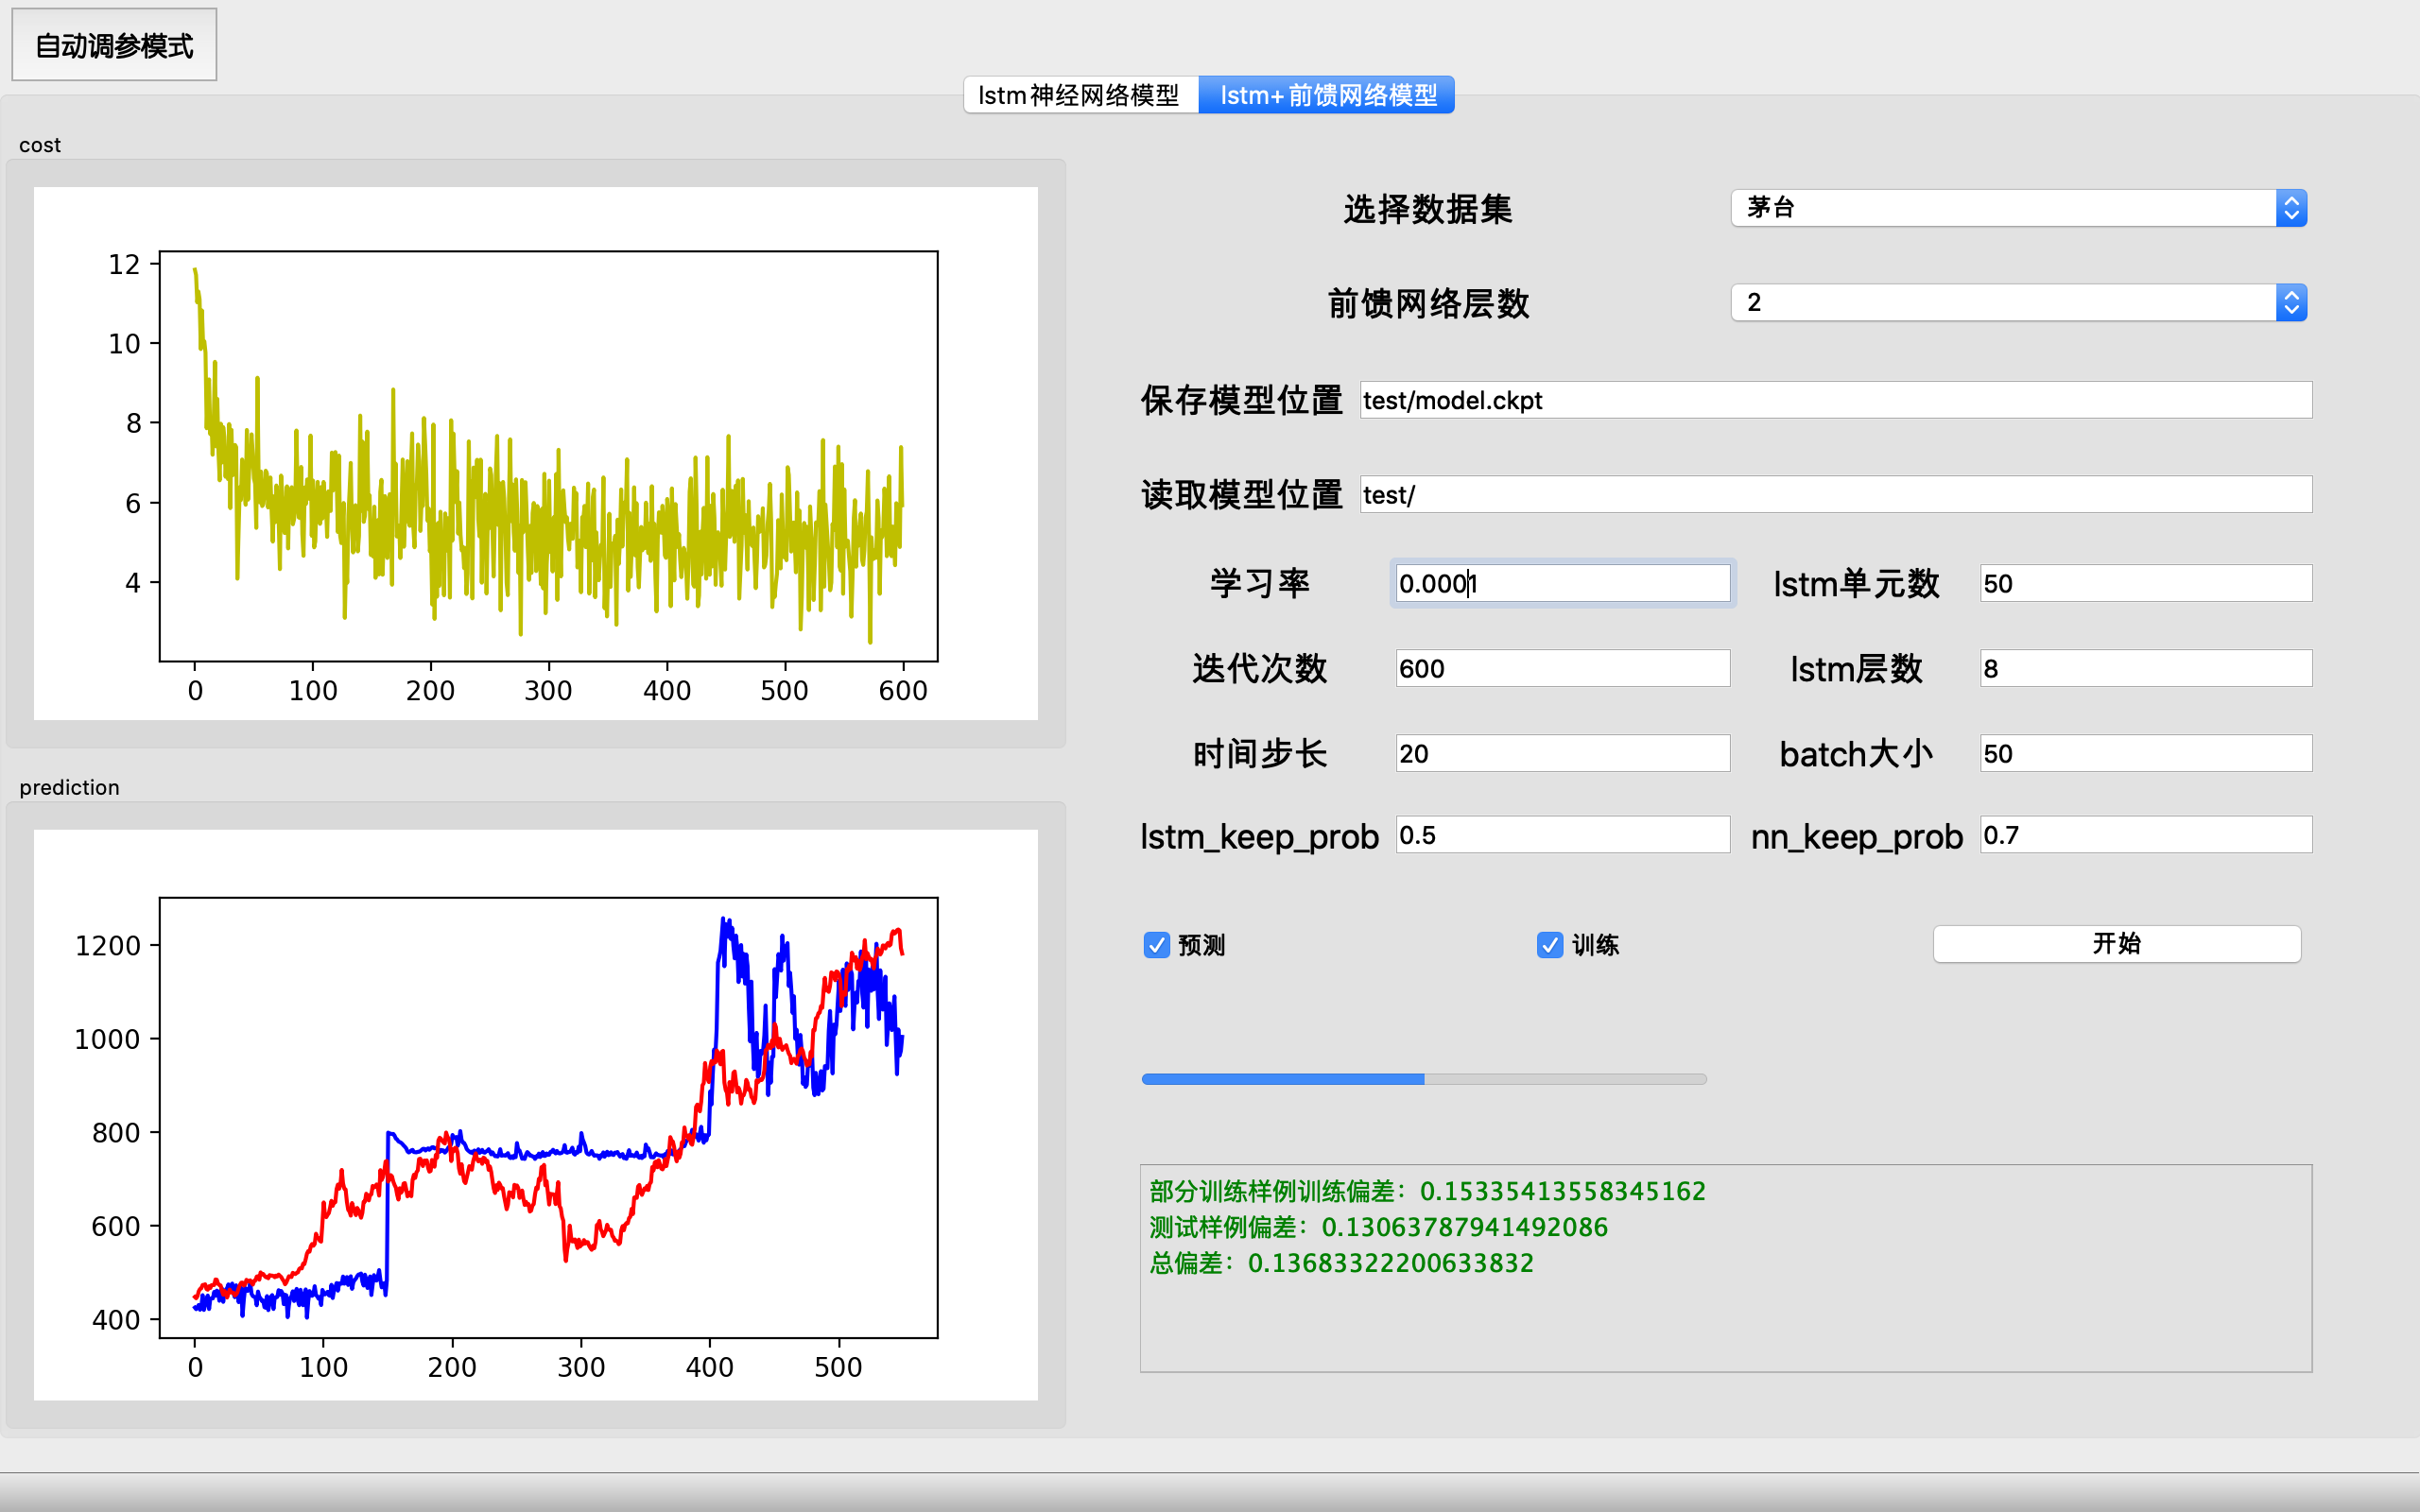 自动调参模式
lstm神经网络模型
lstm+前馈网络模型
cost
12
10
8
6
4
0 100 200 300 400 500 600
prediction
1200
1000
800
600
400
0 100 200 300 400 500
选择数据集 茅台
前馈网络层数 2
保存模型位置 test/model.ckpt
读取模型位置 test/
学习率 0.0001 lstm单元数 50
迭代次数 600 lstm层数 8
时间步长 20 batch大小 50
lstm_keep_prob 0.5 nn_keep_prob 0.7
预测 训练 开始
部分训练样例训练偏差：0.15335413558345162
测试样例偏差：0.13063787941492086
总偏差：0.13683322200633832